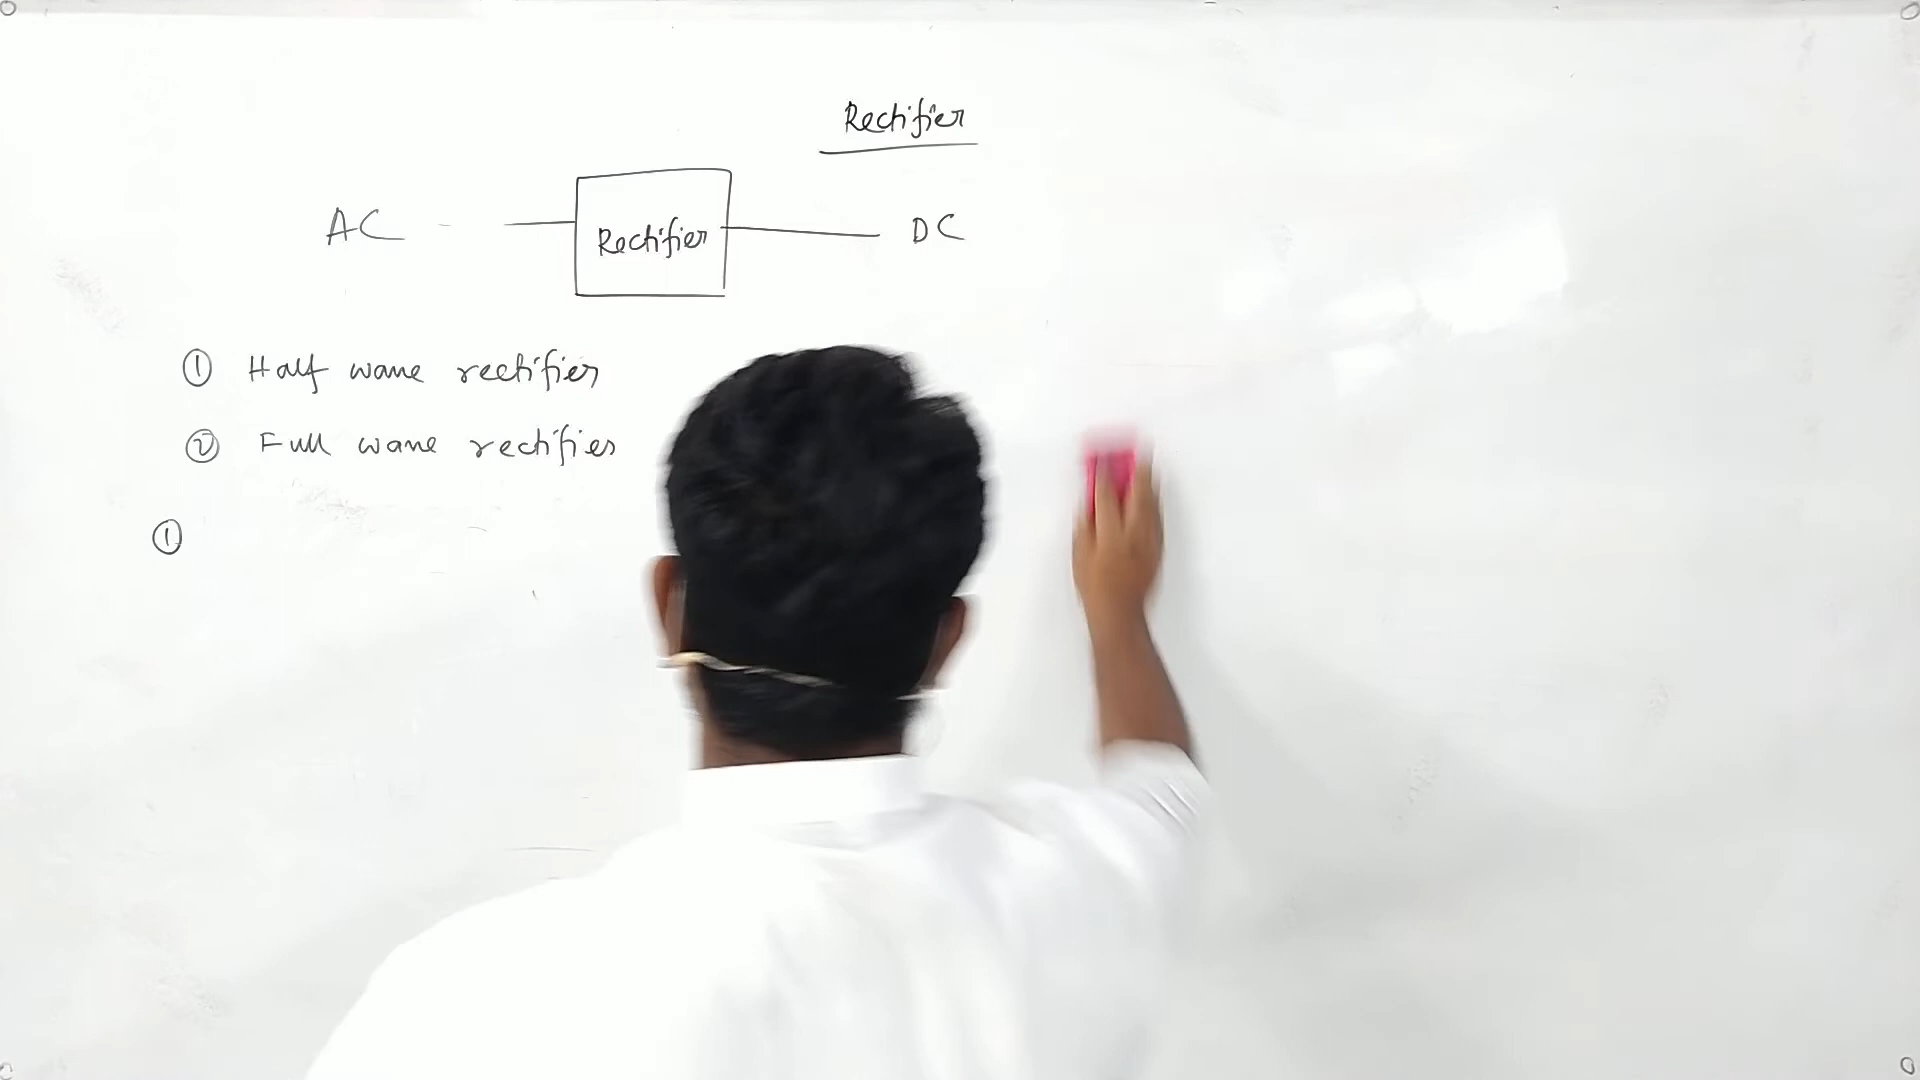 Rectifier
AC Rectifier DC
① Half wave rectifier
② Full wave rectifier
①